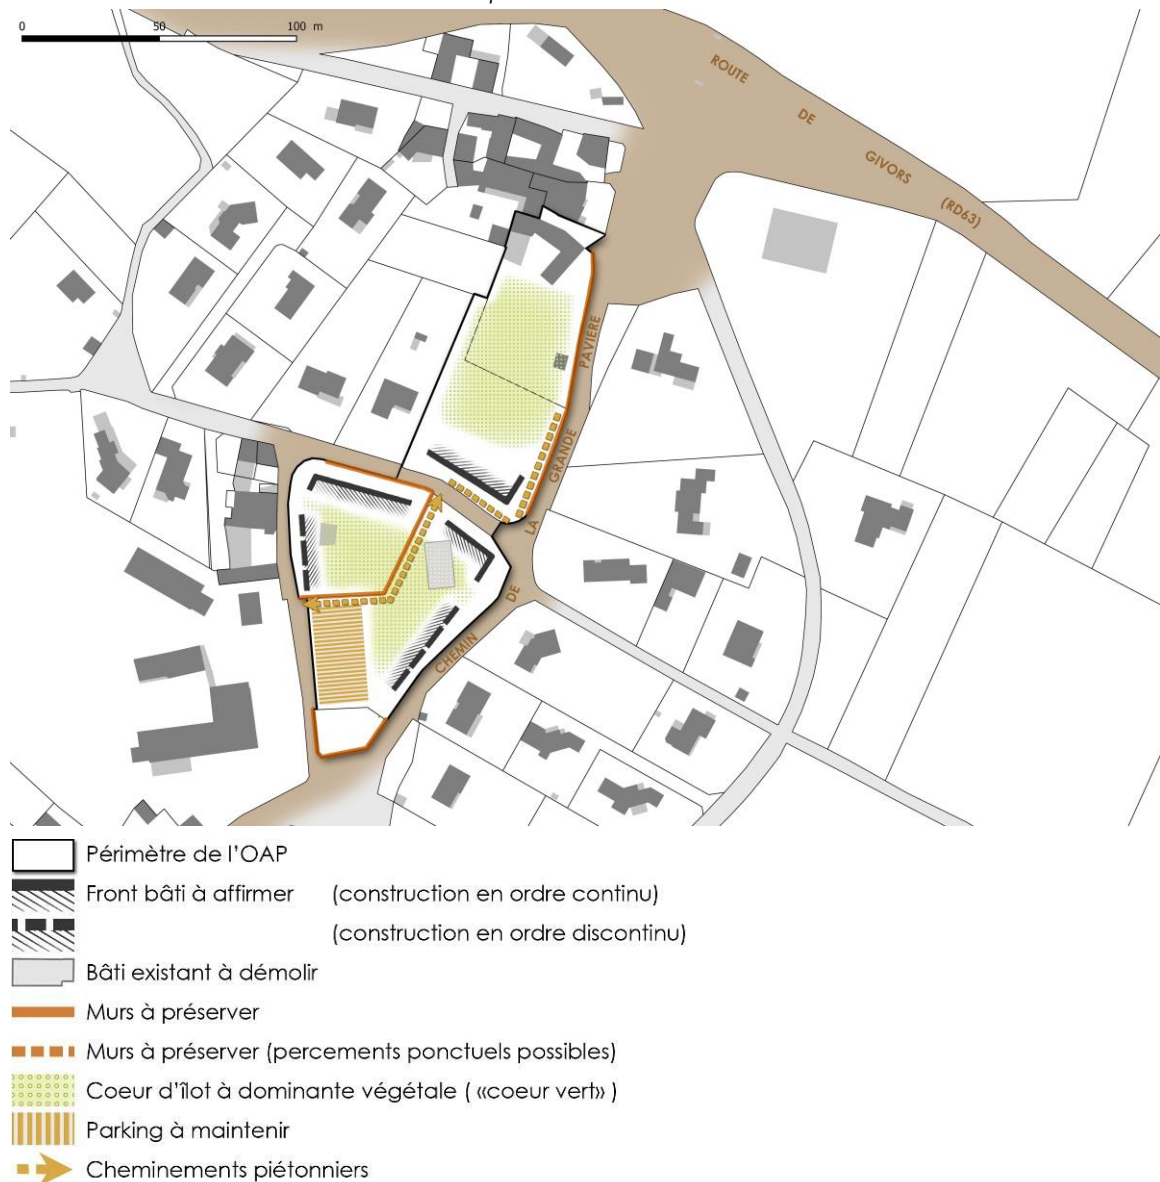 0 50 100 m
ROUTE DE GIVORS (RD63)
CHEMIN DE LA GRANDE PAVIERE
Périmètre de l'OAP
Front bâti à affirmer (construction en ordre continu)
(construction en ordre discontinu)
Bâti existant à démolir
Murs à préserver
Murs à préserver (percements ponctuels possibles)
Coeur d'îlot à dominante végétale ( «coeur vert» )
Parking à maintenir
Cheminements piétonniers